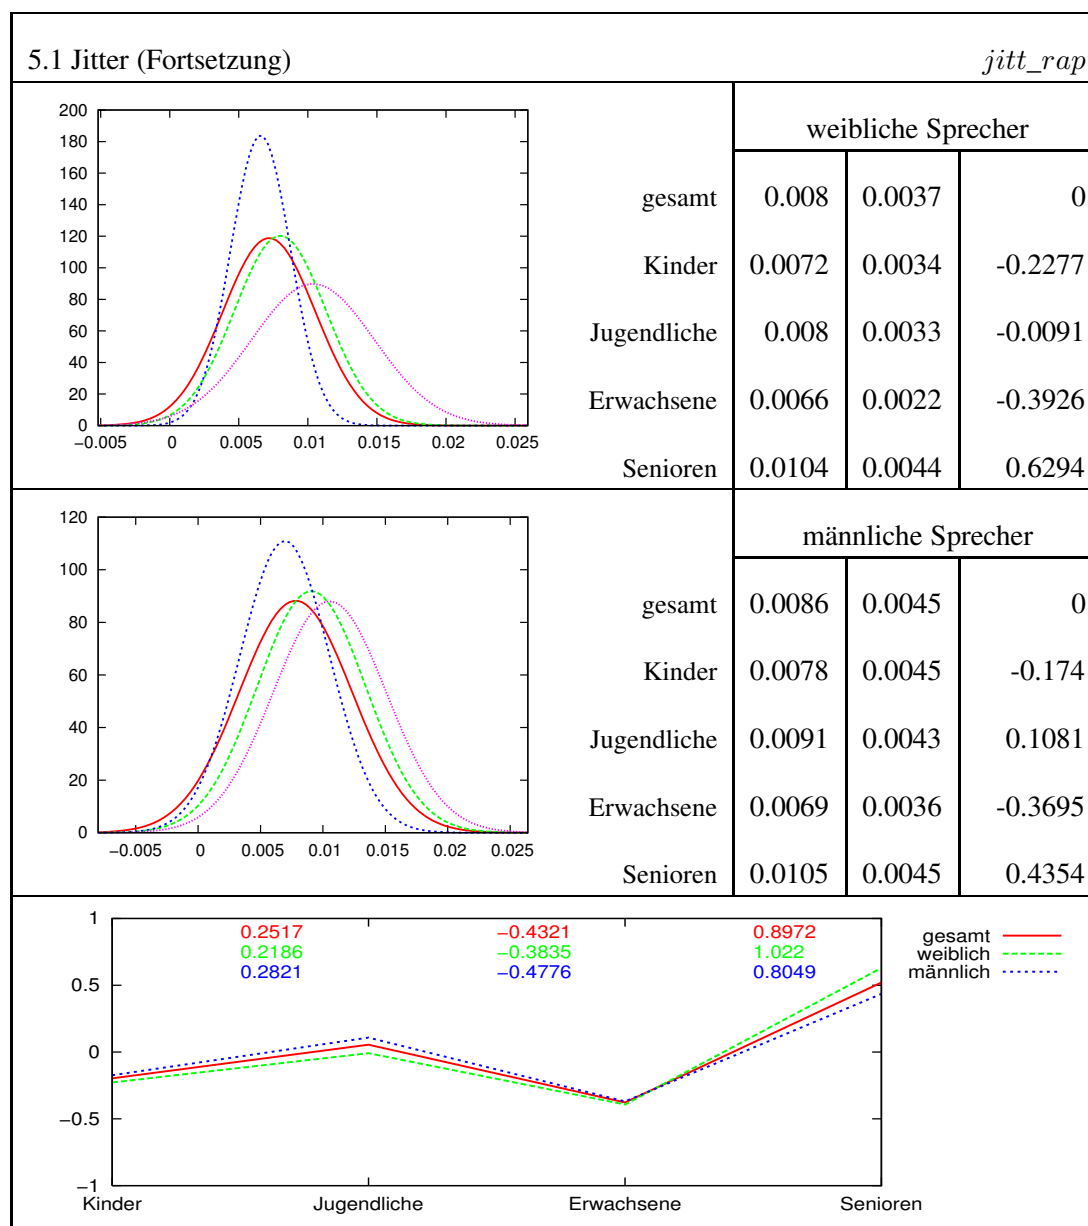 5.1 Jitter (Fortsetzung) jitt_rap
200
180
160
140
120
100
80
60
40
20
0
−0.005 0 0.005 0.01 0.015 0.02 0.025
weibliche Sprecher
gesamt 0.008 0.0037 0
Kinder 0.0072 0.0034 -0.2277
Jugendliche 0.008 0.0033 -0.0091
Erwachsene 0.0066 0.0022 -0.3926
Senioren 0.0104 0.0044 0.6294
120
100
80
60
40
20
0
−0.005 0 0.005 0.01 0.015 0.02 0.025
männliche Sprecher
gesamt 0.0086 0.0045 0
Kinder 0.0078 0.0045 -0.174
Jugendliche 0.0091 0.0043 0.1081
Erwachsene 0.0069 0.0036 -0.3695
Senioren 0.0105 0.0045 0.4354
1
0.5
0
−0.5
−1
0.2517 −0.4321 0.8972
0.2186 −0.3835 1.022
0.2821 −0.4776 0.8049
gesamt
weiblich
männlich
Kinder Jugendliche Erwachsene Senioren